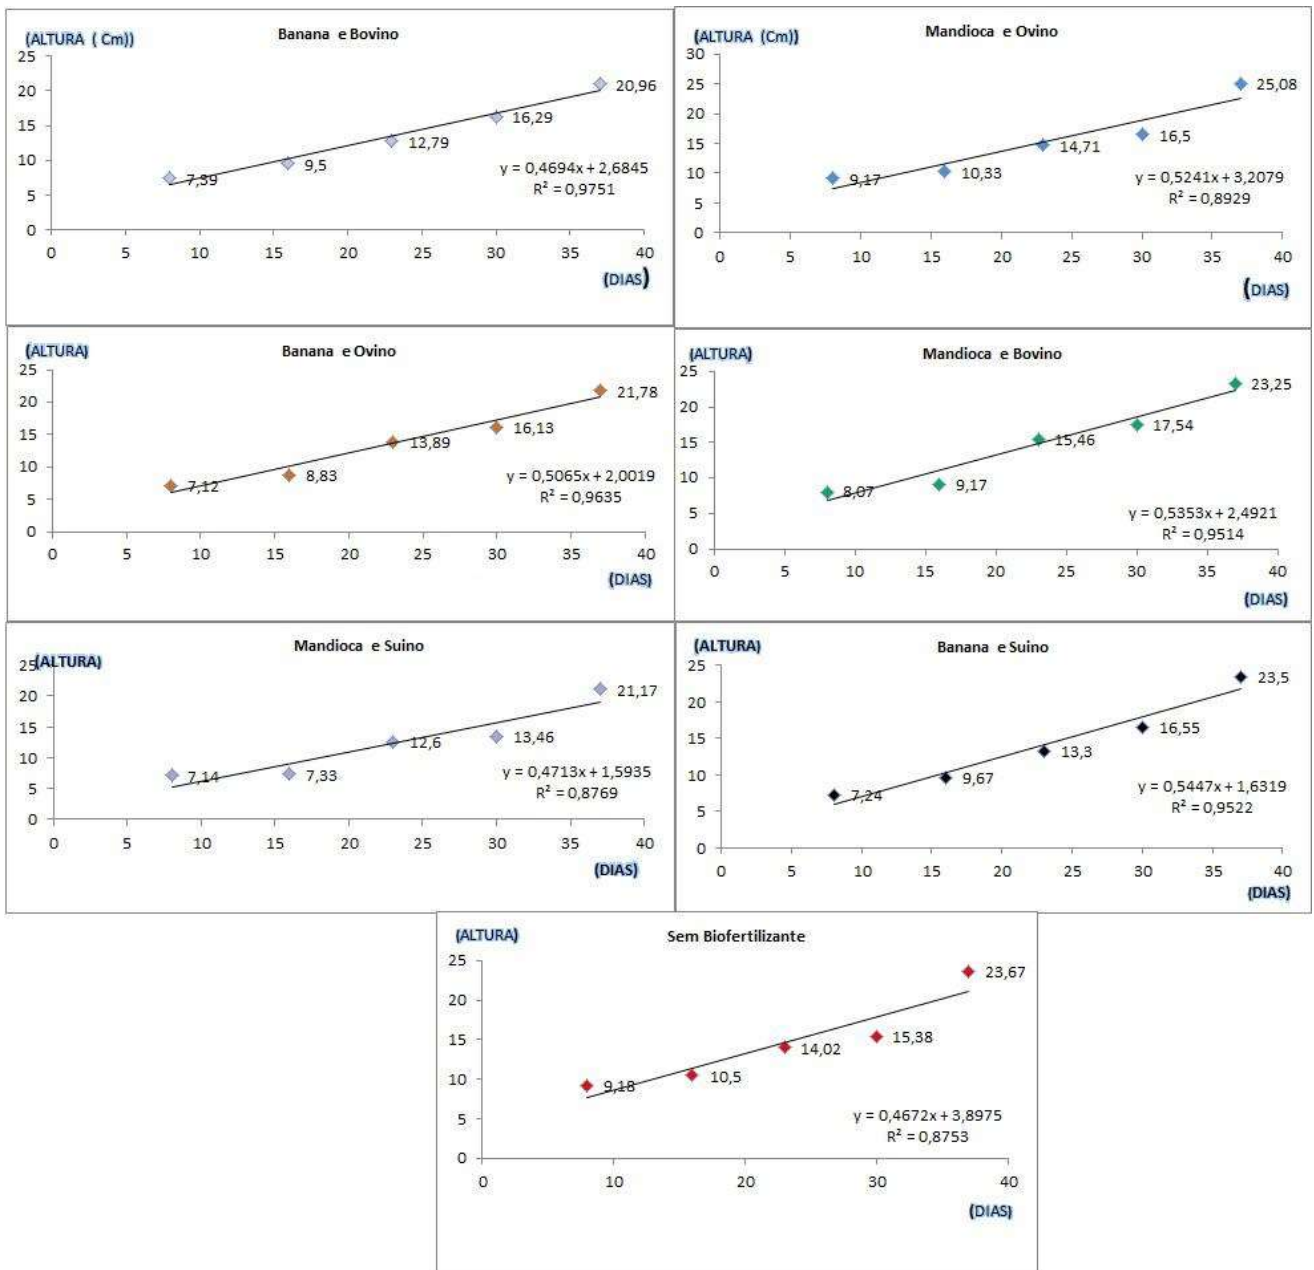 (ALTURA ( Cm))
Banana e Bovino
25
20
15
10
5
0
7,39
9,5
12,79
16,29
20,96
y = 0,4694x + 2,6845
R² = 0,9751
0 5 10 15 20 25 30 35 40
(DIAS)
(ALTURA (Cm))
Mandioca e Ovino
30
25
20
15
10
5
0
9,17
10,33
14,71
16,5
25,08
y = 0,5241x + 3,2079
R² = 0,8929
0 5 10 15 20 25 30 35 40
(DIAS)
(ALTURA)
Banana e Ovino
25
20
15
10
5
0
7,12
8,83
13,89
16,13
21,78
y = 0,5065x + 2,0019
R² = 0,9635
0 5 10 15 20 25 30 35 40
(DIAS)
(ALTURA)
Mandioca e Bovino
25
20
15
10
5
0
8,07
9,17
15,46
17,54
23,25
y = 0,5353x + 2,4921
R² = 0,9514
0 5 10 15 20 25 30 35 40
(DIAS)
(ALTURA)
Mandioca e Suino
25
20
15
10
5
0
7,14
7,33
12,6
13,46
21,17
y = 0,4713x + 1,5935
R² = 0,8769
0 5 10 15 20 25 30 35 40
(DIAS)
(ALTURA)
Banana e Suino
25
20
15
10
5
0
7,24
9,67
13,3
16,55
23,5
y = 0,5447x + 1,6319
R² = 0,9522
0 5 10 15 20 25 30 35 40
(DIAS)
(ALTURA)
Sem Biofertilizante
25
20
15
10
5
0
9,18
10,5
14,02
15,38
23,67
y = 0,4672x + 3,8975
R² = 0,8753
0 10 20 30 40
(DIAS)